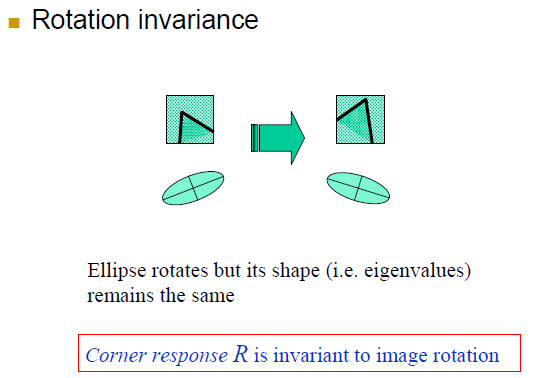 Rotation invariance
Ellipse rotates but its shape (i.e. eigenvalues)
remains the same
Corner response R is invariant to image rotation